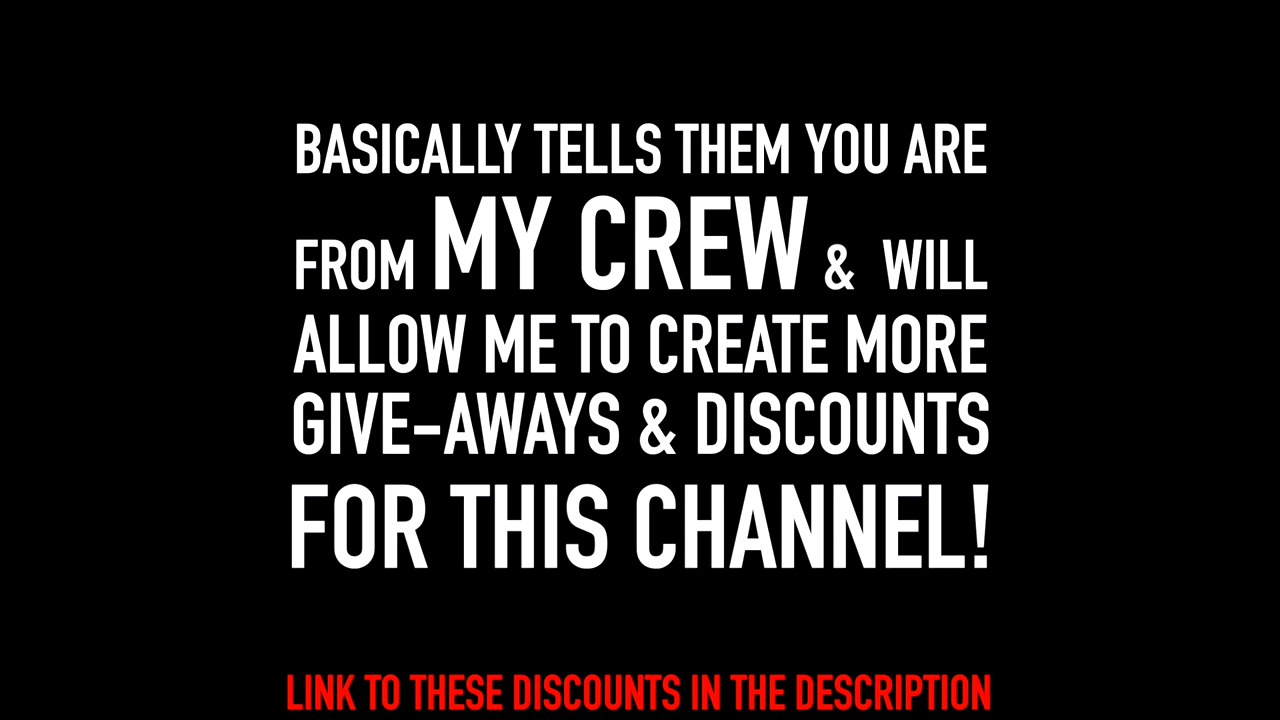 BASICALLY TELLS THEM YOU ARE
FROM MY CREW & WILL
ALLOW ME TO CREATE MORE
GIVE-AWAYS & DISCOUNTS
FOR THIS CHANNEL!
LINK TO THESE DISCOUNTS IN THE DESCRIPTION